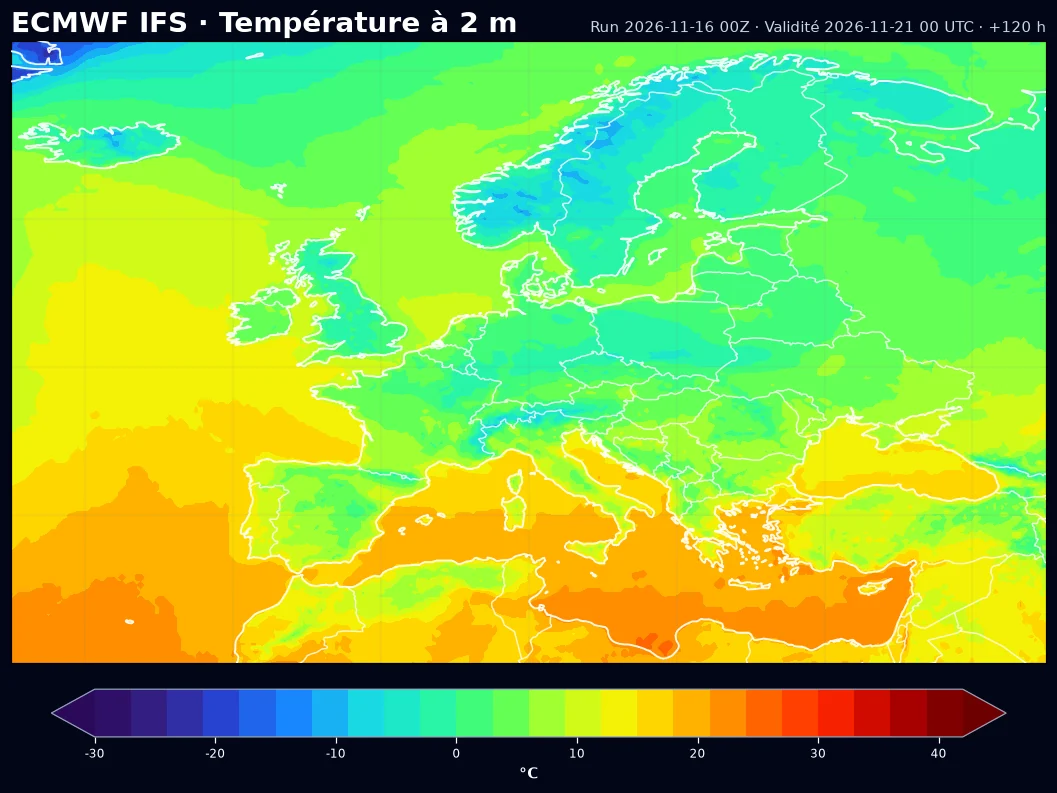 ECMWF IFS · Température à 2 m
Run 2026-11-16 00Z · Validité 2026-11-21 00 UTC · +120 h
-30 -20 -10 0 10 20 30 40
°C